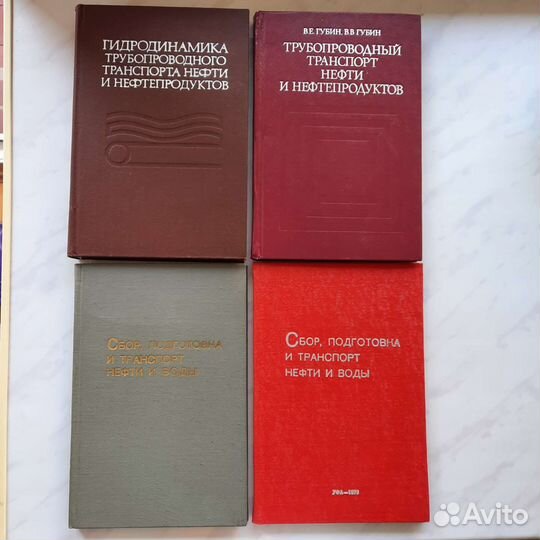 ГИДРОДИНАМИКА
ТРУБОПРОВОДНОГО
ТРАНСПОРТА НЕФТИ
И НЕФТЕПРОДУКТОВ
В.Е.ГУБИН, В.В.ГУБИН
ТРУБОПРОВОДНЫЙ
ТРАНСПОРТ
НЕФТИ
И НЕФТЕПРОДУКТОВ
СБОР, ПОДГОТОВКА
И ТРАНСПОРТ
НЕФТИ И ВОДЫ
СБОР, ПОДГОТОВКА
И ТРАНСПОРТ
НЕФТИ И ВОДЫ
Avito